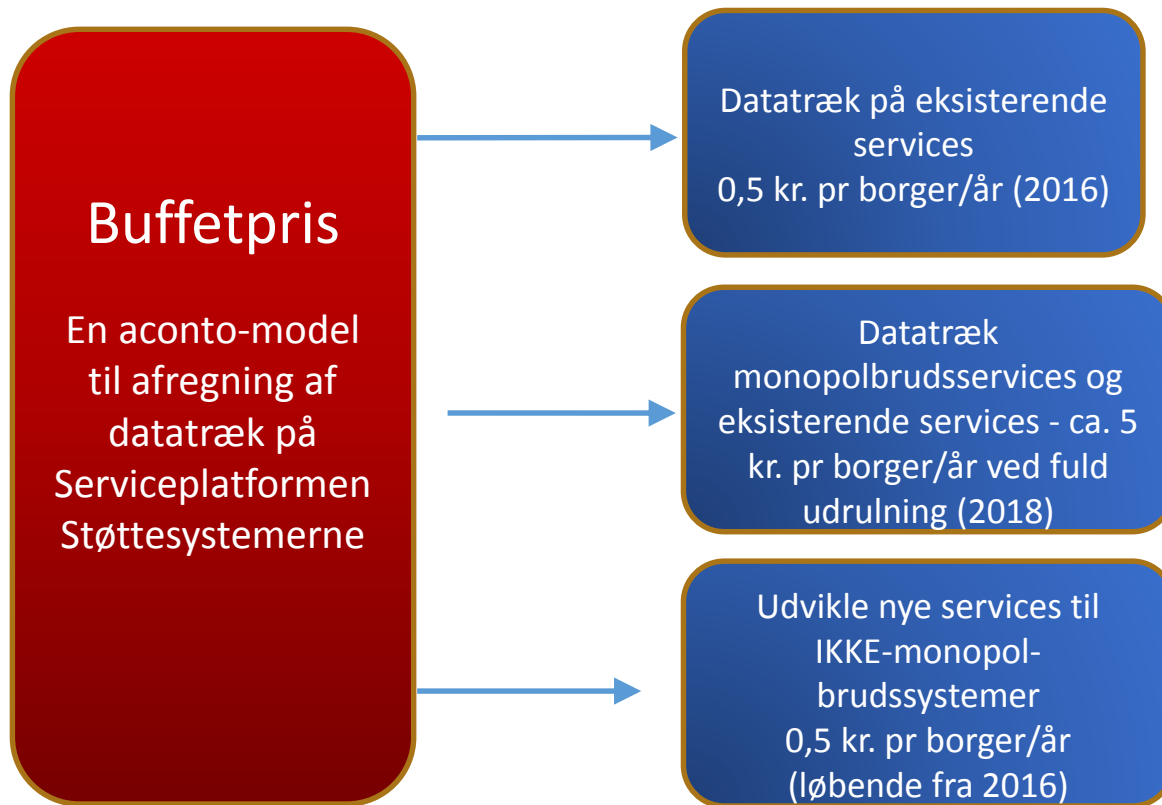 Buffetpris
En aconto-model
til afregning af
datatræk på
Serviceplatformen
Støttesystemerne
Datatræk på eksisterende
services
0,5 kr. pr borger/år (2016)
Datatræk
monopolbrudsservices og
eksisterende services - ca. 5
kr. pr borger/år ved fuld
udrulning (2018)
Udvikle nye services til
IKKE-monopol-
brudssystemer
0,5 kr. pr borger/år
(løbende fra 2016)